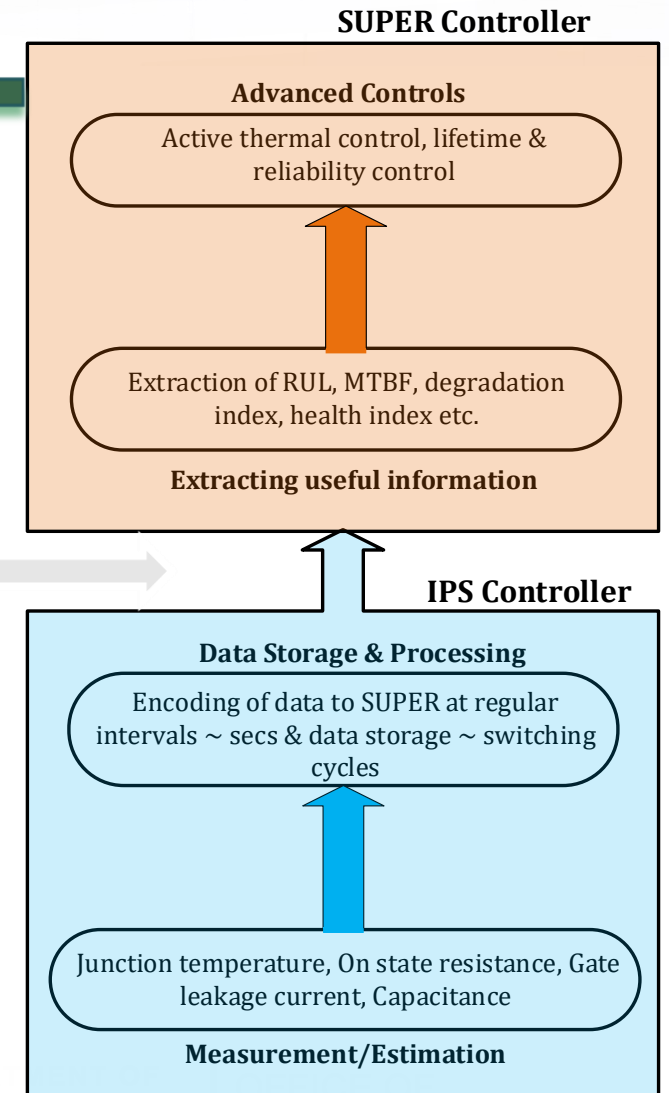 SUPER Controller
Advanced Controls
Active thermal control, lifetime &
reliability control
Extraction of RUL, MTBF, degradation
index, health index etc.
Extracting useful information
IPS Controller
Data Storage & Processing
Encoding of data to SUPER at regular
intervals ~ secs & data storage ~ switching
cycles
Junction temperature, On state resistance, Gate
leakage current, Capacitance
Measurement/Estimation